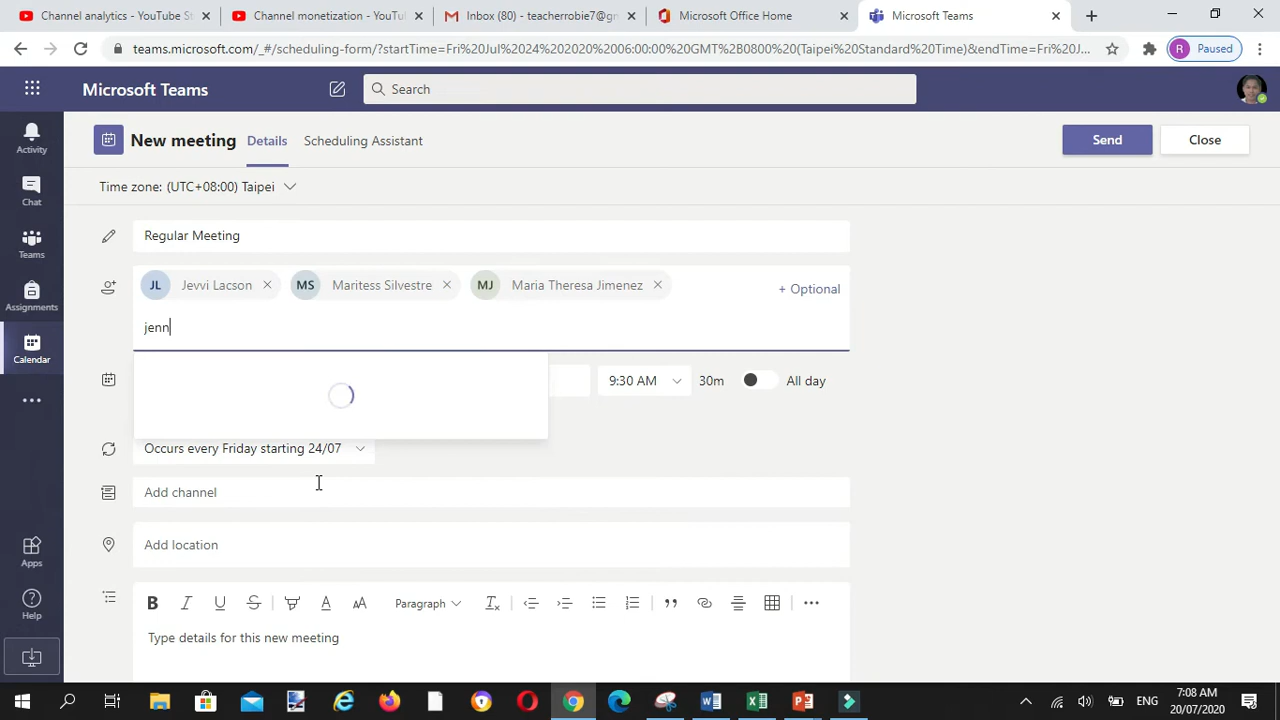 Channel analytics - YouTube St
Channel monetization - YouTu
Inbox (80) - teacherrobie7@gm
Microsoft Office Home
Microsoft Teams
teams.microsoft.com/_#/scheduling-form/?startTime=Fri%20Jul%2024%202020%2006:00:00%20GMT%2B0800%20(Taipei%20Standard%20Time)&endTime=Fri%20J...
R Paused
Microsoft Teams
Search
New meeting Details Scheduling Assistant
Send Close
Time zone: (UTC+08:00) Taipei
Activity
Chat
Teams
Assignments
Calendar
Apps
Help
Regular Meeting
JL Jevvi Lacson MS Maritess Silvestre MJ Maria Theresa Jimenez
+ Optional
jenn
9:30 AM 30m All day
Occurs every Friday starting 24/07
Add channel
Add location
B I U S A AA Paragraph Tx
Type details for this new meeting
ENG
7:08 AM
20/07/2020